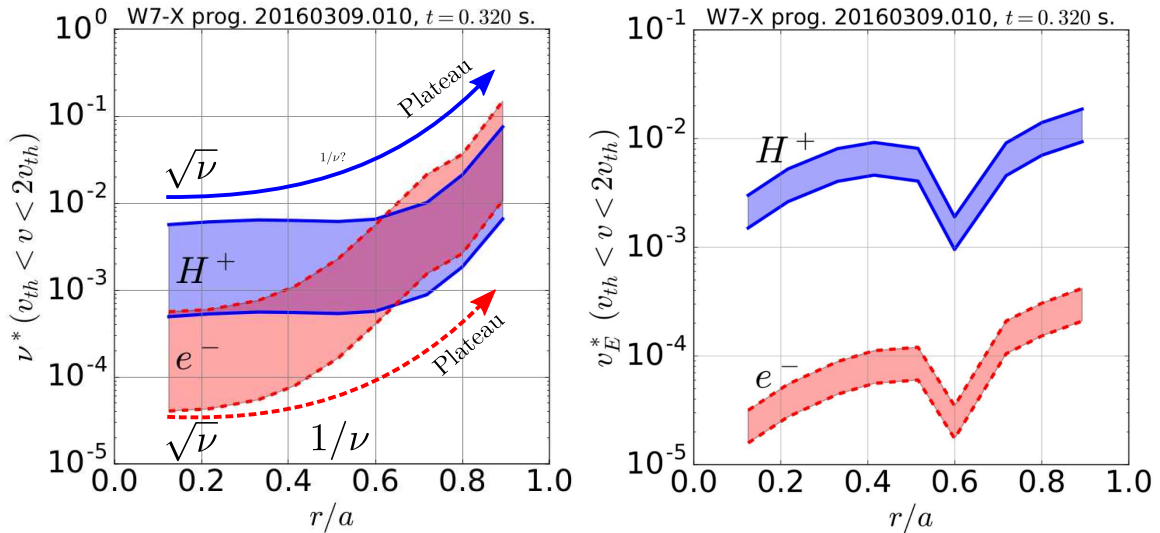 W7-X prog. 20160309.010, t = 0.320 s.
10^0
10^-1
10^-2
10^-3
10^-4
10^-5
ν* (v_th < v < 2v_th)
Plateau
√ν
1/ν?
H^+
e^-
Plateau
√ν
1/ν
0.0 0.2 0.4 0.6 0.8 1.0
r/a
W7-X prog. 20160309.010, t = 0.320 s.
10^-1
10^-2
10^-3
10^-4
10^-5
v_E^* (v_th < v < 2v_th)
H^+
e^-
0.0 0.2 0.4 0.6 0.8 1.0
r/a